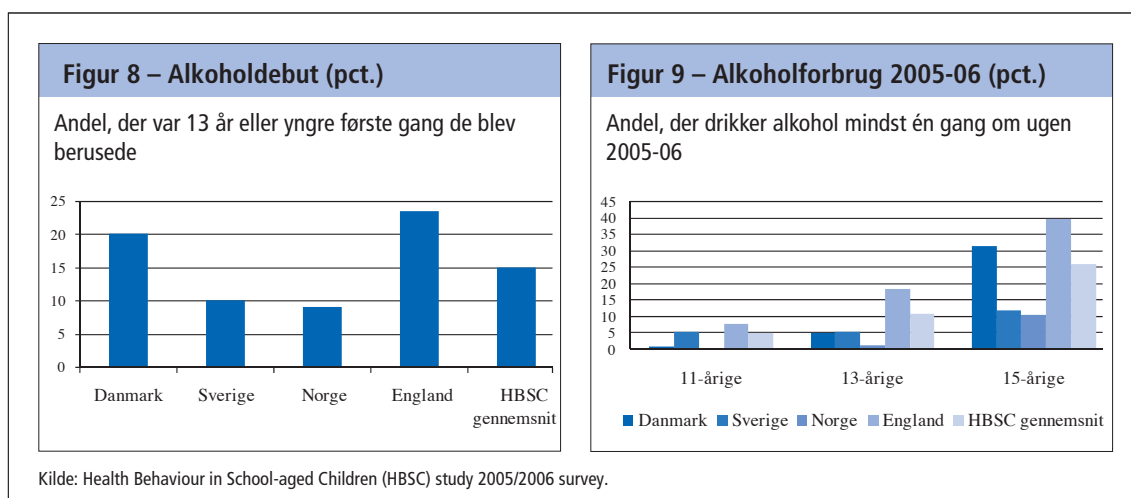 Figur 8 – Alkoholdebut (pct.)
Andel, der var 13 år eller yngre første gang de blev
berusede
25
20
15
10
5
0
Danmark
Sverige
Norge
England
HBSC
gennemsnit
Figur 9 – Alkoholforbrug 2005-06 (pct.)
Andel, der drikker alkohol mindst én gang om ugen
2005-06
45
40
35
30
25
20
15
10
5
0
11-årige
13-årige
15-årige
Danmark
Sverige
Norge
England
HBSC gennemsnit
Kilde: Health Behaviour in School-aged Children (HBSC) study 2005/2006 survey.